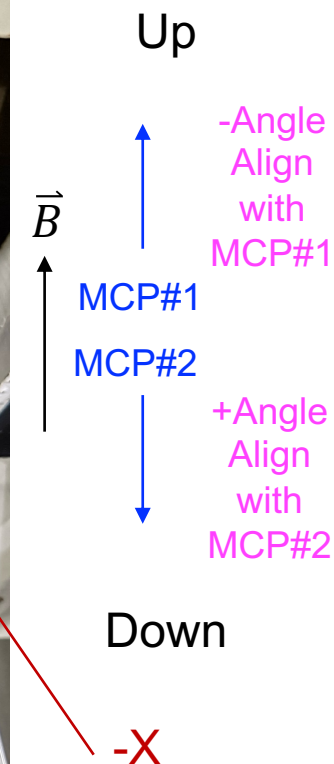 Up
-Angle
Align
with
MCP#1
B
MCP#1
MCP#2
+Angle
Align
with
MCP#2
Down
-X